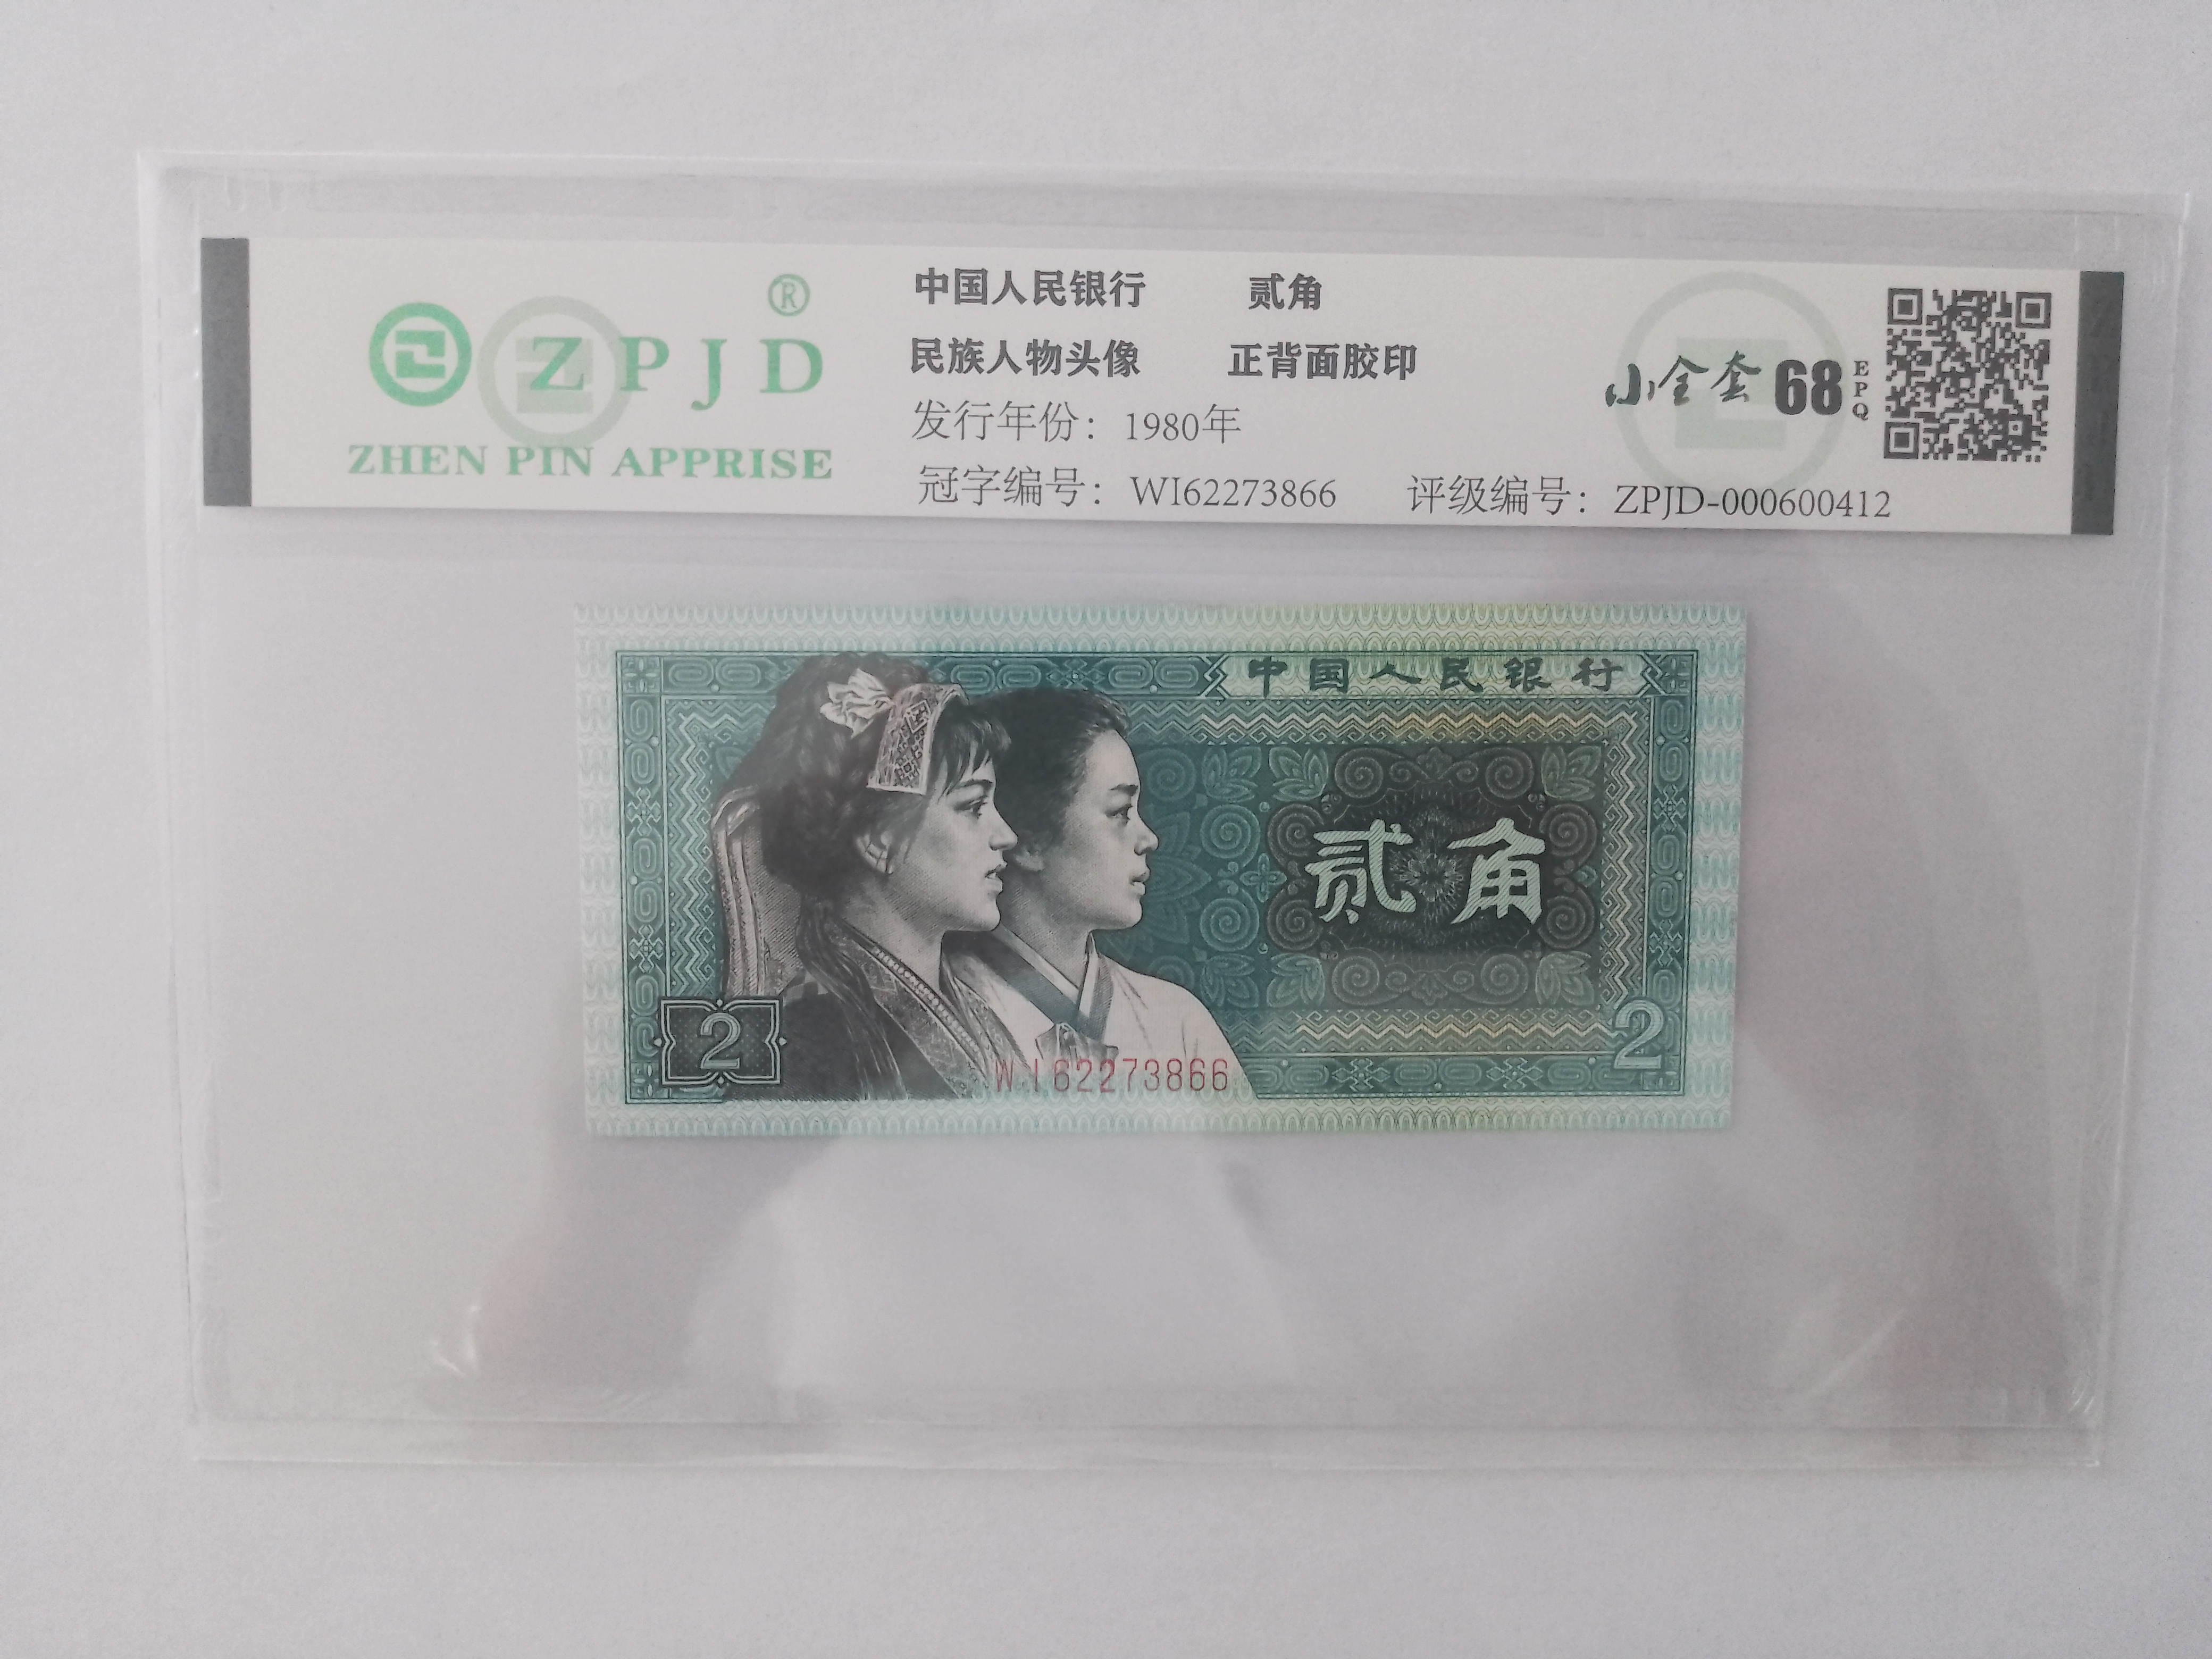 ZPJD®
ZHEN PIN APPRISE
中国人民银行 贰角
民族人物头像 正背面胶印
发行年份：1980年
冠字编号：WI62273866 评级编号：ZPJD-000600412
小全套 68 EPQ
中国人民银行
贰角
2
2
WI62273866